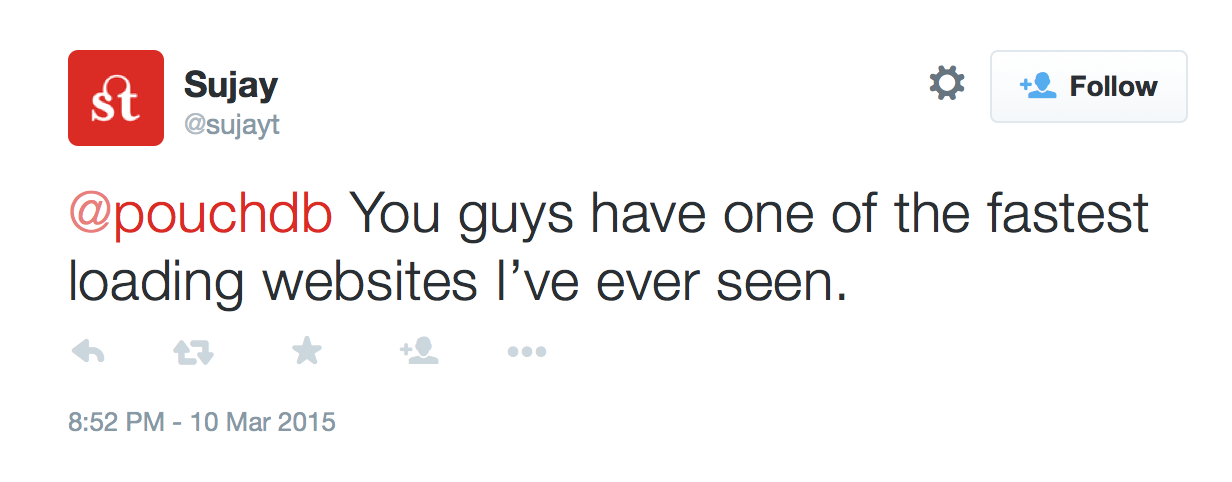 st
Sujay
@sujayt
Follow
@pouchdb You guys have one of the fastest
loading websites I’ve ever seen.
8:52 PM - 10 Mar 2015